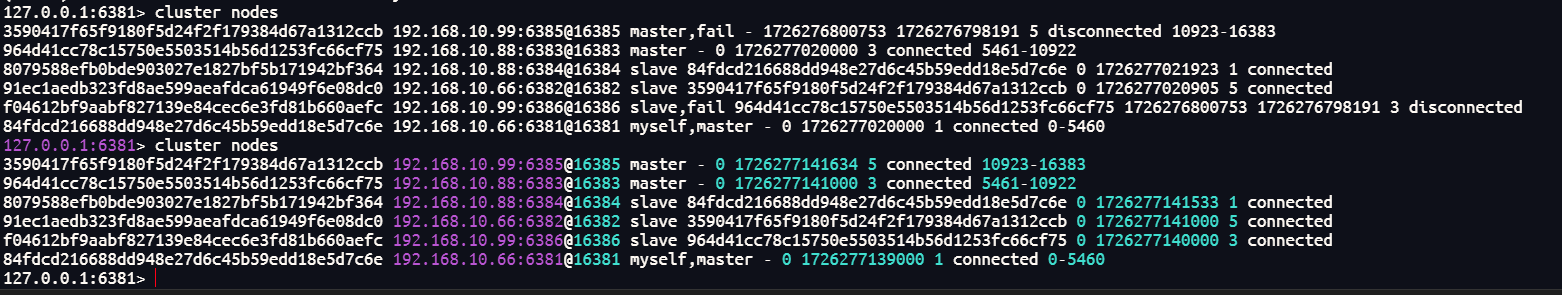 127.0.0.1:6381> cluster nodes
3590417f65f9180f5d24f2f179384d67a1312ccb 192.168.10.99:6385@16385 master,fail - 1726276800753 1726276798191 5 disconnected 10923-16383
964d41cc78c15750e5503514b56d1253fc66cf75 192.168.10.88:6383@16383 master - 0 1726277020000 3 connected 5461-10922
8079588efb0bde903027e1827bf5b171942bf364 192.168.10.88:6384@16384 slave 84fdcd216688dd948e27d6c45b59edd18e5d7c6e 0 1726277021923 1 connected
91ec1aedb323fd8ae599aeafdca61949f6e08dc0 192.168.10.66:6382@16382 slave 3590417f65f9180f5d24f2f179384d67a1312ccb 0 1726277020905 5 connected
f04612bf9aabf827139e84cec6e3fd81b660aefc 192.168.10.99:6386@16386 slave,fail 964d41cc78c15750e5503514b56d1253fc66cf75 1726276800753 1726276798191 3 disconnected
84fdcd216688dd948e27d6c45b59edd18e5d7c6e 192.168.10.66:6381@16381 myself,master - 0 1726277020000 1 connected 0-5460
127.0.0.1:6381> cluster nodes
3590417f65f9180f5d24f2f179384d67a1312ccb 192.168.10.99:6385@16385 master - 0 1726277141634 5 connected 10923-16383
964d41cc78c15750e5503514b56d1253fc66cf75 192.168.10.88:6383@16383 master - 0 1726277141000 3 connected 5461-10922
8079588efb0bde903027e1827bf5b171942bf364 192.168.10.88:6384@16384 slave 84fdcd216688dd948e27d6c45b59edd18e5d7c6e 0 1726277141533 1 connected
91ec1aedb323fd8ae599aeafdca61949f6e08dc0 192.168.10.66:6382@16382 slave 3590417f65f9180f5d24f2f179384d67a1312ccb 0 1726277141000 5 connected
f04612bf9aabf827139e84cec6e3fd81b660aefc 192.168.10.99:6386@16386 slave 964d41cc78c15750e5503514b56d1253fc66cf75 0 1726277140000 3 connected
84fdcd216688dd948e27d6c45b59edd18e5d7c6e 192.168.10.66:6381@16381 myself,master - 0 1726277139000 1 connected 0-5460
127.0.0.1:6381>